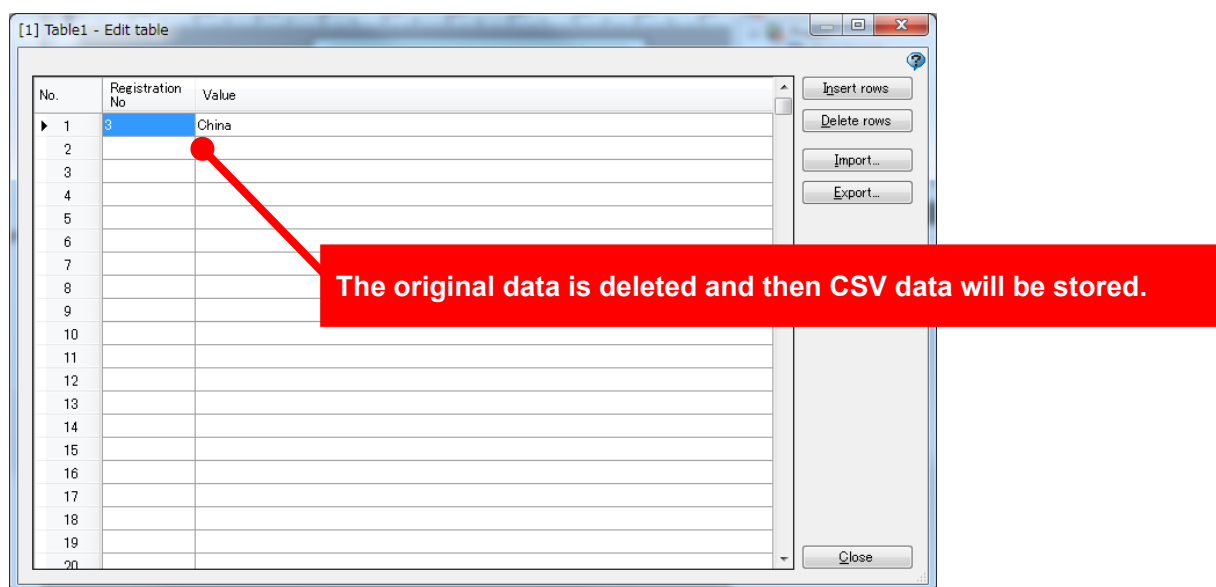 [1] Table1 - Edit table
No. Registration No Value
Insert rows
Delete rows
Import...
Export...
1 3 China
2
3
4
5
6
7
8
9
10
11
12
13
14
15
16
17
18
19
20
The original data is deleted and then CSV data will be stored.
Close